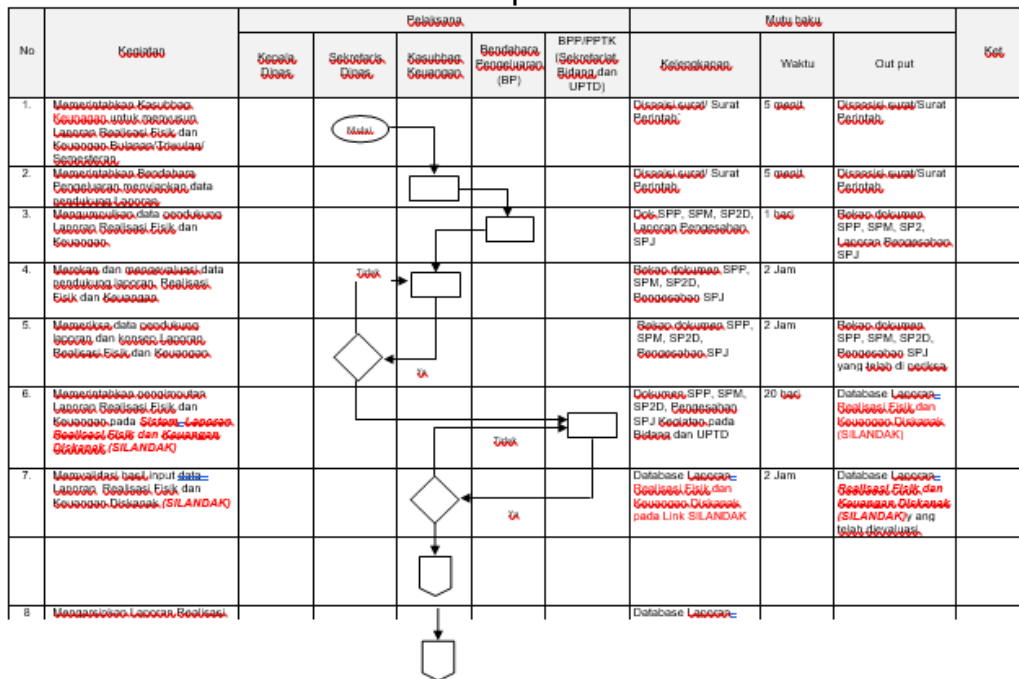 Pelaksana
Mutu baku
No
Kegiatan
Kepala
Dinas
Sekretaris
Dinas
Kasubbag
Keuangan
Bendahara
Pengeluaran
(BP)
BPP/PPTK
(Sekretariat
Bidang dan
UPTD)
Kelengkapan
Waktu
Out put
Ket
1.
Memerintahkan Kasubbag
Keunagan untuk menyusun
Laporan Realisasi Fisik dan
Keuangan Bulanan/Triwulan/
Semesteran
Mulai
Disposisi surat/ Surat
Perintah
5 menit
Disposisi surat/Surat
Perintah
2.
Memerintahkan Bendahara
Pengeluaran menyiapkan data
pendukung Laporan
Disposisi surat/ Surat
Perintah
5 menit
Disposisi surat/Surat
Perintah
3.
Mengumpulkan data pendukung
Laporan Realisasi Fisik dan
Keuangan
Dok SPP, SPM, SP2D,
Laporan Pengesahan
SPJ
1 hari
Rekap dokumen
SPP, SPM, SP2,
Laporan Pengesahan
SPJ
4.
Merekap dan mengevaluasi data
pendukung laporan, Realisasi
Fisik dan Keuangan
Tidak
Rekap dokumen SPP,
SPM, SP2D,
Pengesahan SPJ
2 Jam
5.
Memeriksa data pendukung
laporan dan konsep Laporan
Realisasi Fisik dan Keuangan
Ya
Rekap dokumen SPP,
SPM, SP2D,
Pengesahan SPJ
2 Jam
Rekap dokumen
SPP, SPM, SP2D,
Pengesahan SPJ
yang telah di periksa
6.
Memerintahkan penginputan
Laporan Realisasi Fisik dan
Keuangan pada Sistem Laporan
Realisasi Fisik dan Keuangan
Diskanak (SILANDAK)
Tidak
Dokumen SPP, SPM,
SP2D, Pengesahan
SPJ Kegiatan pada
Bidang dan UPTD
20 hari
Database Laporan
Realisasi Fisik dan
Keuangan Diskanak
(SILANDAK)
7.
Memvalidasi hasil input data
Laporan Realisasi Fisik dan
Keuangan Diskanak (SILANDAK)
Ya
Database Laporan
Realisasi Fisik dan
Keuangan Diskanak
pada Link SILANDAK
2 Jam
Database Laporan
Realisasi Fisik dan
Keuangan Diskanak
(SILANDAK)y ang
telah dievaluasi
8
Mengarsipkan Laporan Realisasi
Database Laporan